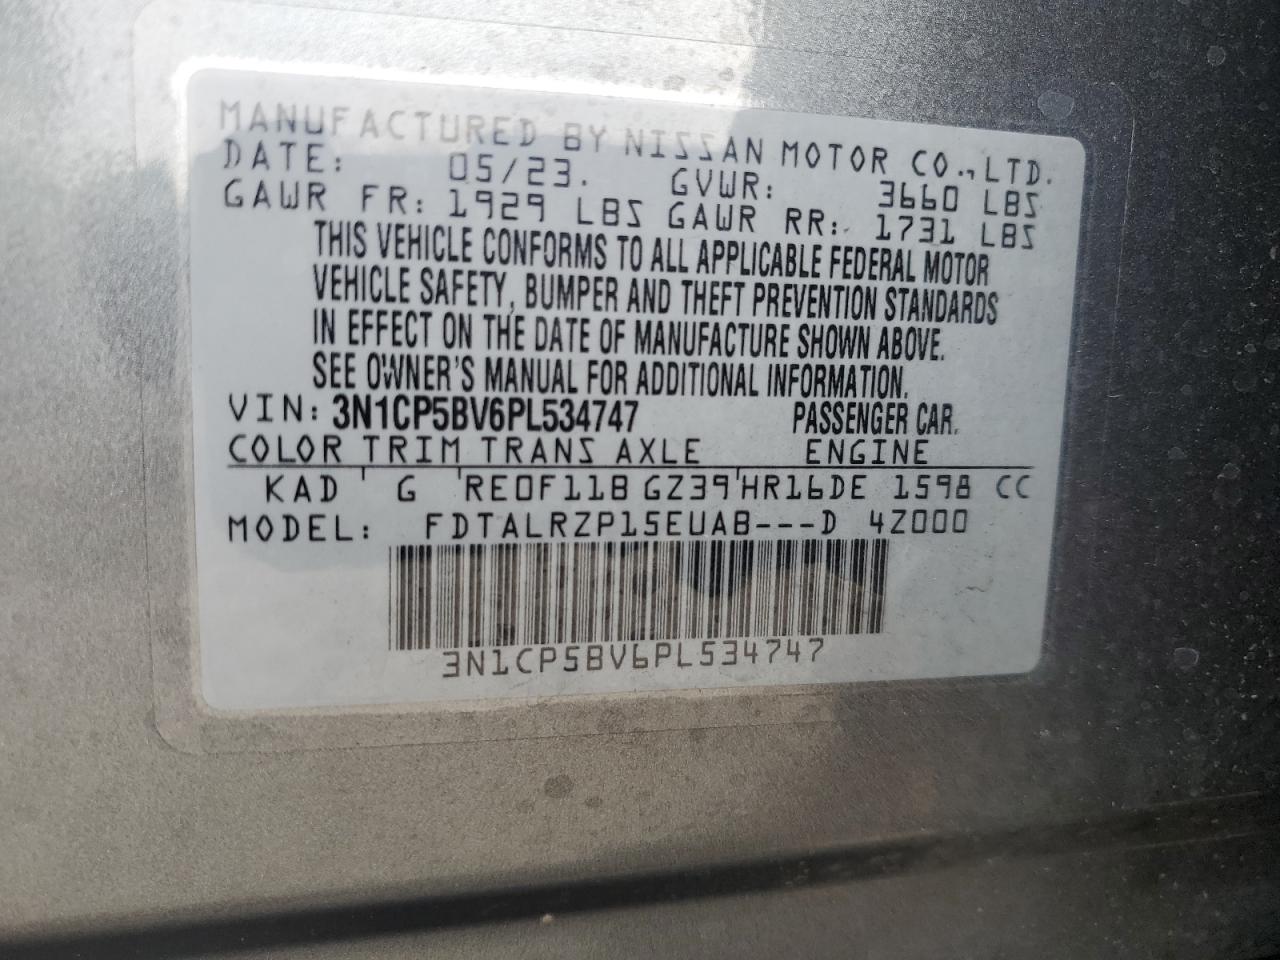 MANUFACTURED BY NISSAN MOTOR CO.,LTD.
DATE: 05/23. GVWR: 3660 LBS
GAWR FR: 1929 LBS GAWR RR: 1731 LBS
THIS VEHICLE CONFORMS TO ALL APPLICABLE FEDERAL MOTOR
VEHICLE SAFETY, BUMPER AND THEFT PREVENTION STANDARDS
IN EFFECT ON THE DATE OF MANUFACTURE SHOWN ABOVE.
SEE OWNER'S MANUAL FOR ADDITIONAL INFORMATION.
VIN: 3N1CP5BV6PL534747 PASSENGER CAR.
COLOR TRIM TRANS AXLE ENGINE
KAD G RE0F11B GZ39 HR16DE 1598 CC
MODEL: FDTALRZP15EUAB---D 4Z000
3N1CP5BV6PL534747